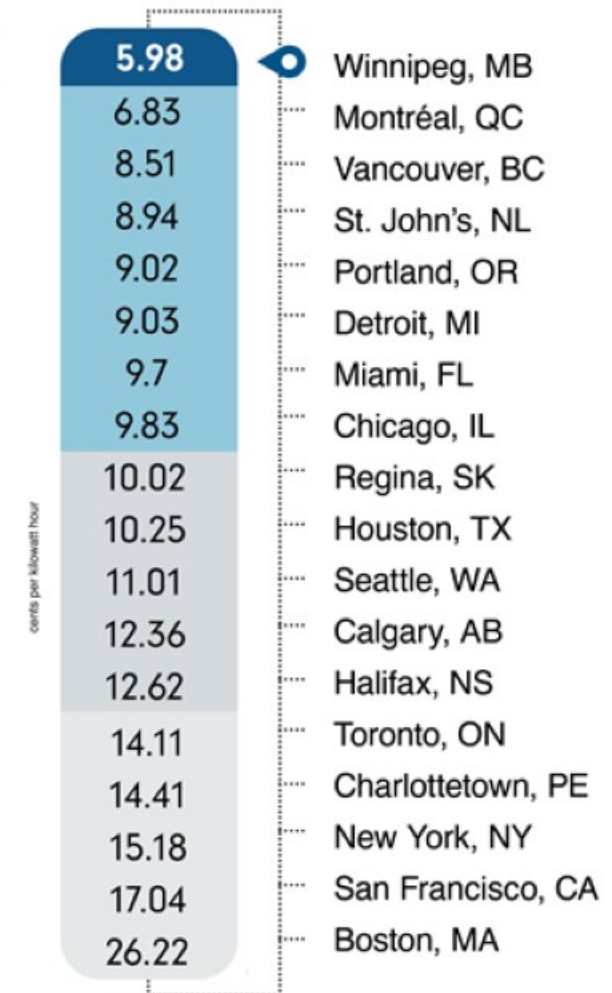 5.98 Winnipeg, MB
6.83 Montréal, QC
8.51 Vancouver, BC
8.94 St. John's, NL
9.02 Portland, OR
9.03 Detroit, MI
9.7 Miami, FL
9.83 Chicago, IL
10.02 Regina, SK
10.25 Houston, TX
11.01 Seattle, WA
12.36 Calgary, AB
12.62 Halifax, NS
14.11 Toronto, ON
14.41 Charlottetown, PE
15.18 New York, NY
17.04 San Francisco, CA
26.22 Boston, MA
cents per kilowatt hour